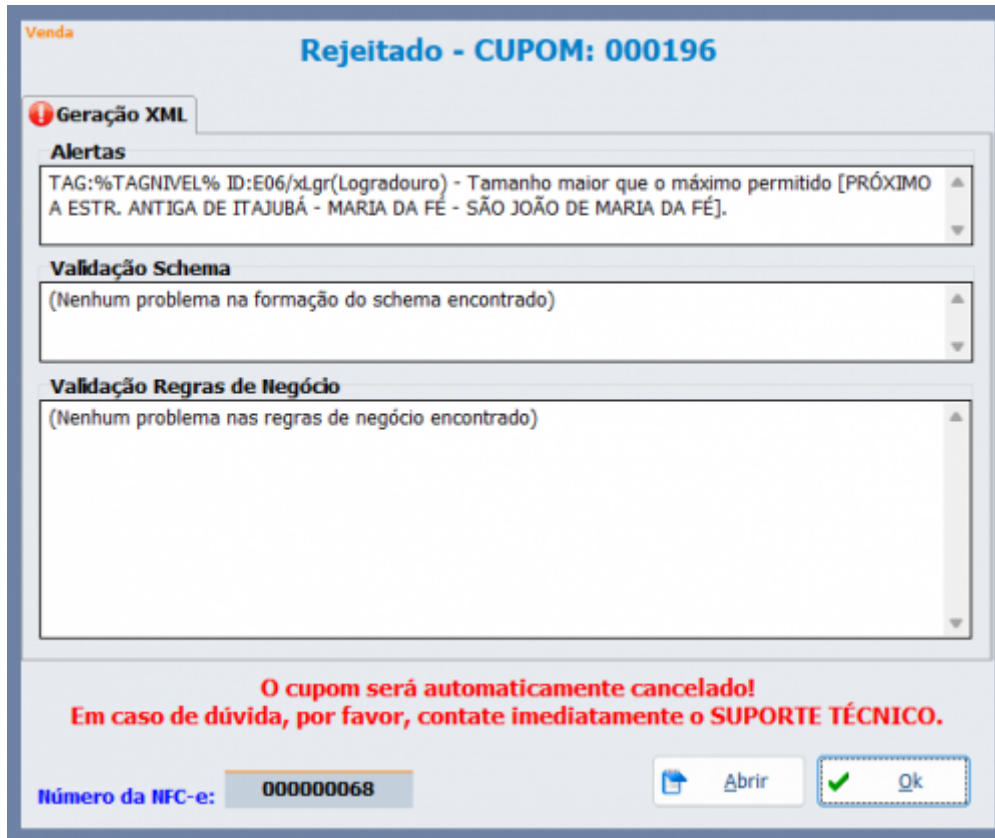 Venda
Rejeitado - CUPOM: 000196
Geração XML
Alertas
TAG:%TAGNIVEL% ID:E06/xLgr(Logradouro) - Tamanho maior que o máximo permitido [PRÓXIMO
A ESTR. ANTIGA DE ITAJUBÁ - MARIA DA FÉ - SÃO JOÃO DE MARIA DA FÉ].
Validação Schema
(Nenhum problema na formação do schema encontrado)
Validação Regras de Negócio
(Nenhum problema nas regras de negócio encontrado)
O cupom será automaticamente cancelado!
Em caso de dúvida, por favor, contate imediatamente o SUPORTE TÉCNICO.
Número da NFC-e: 000000068 Abrir Ok